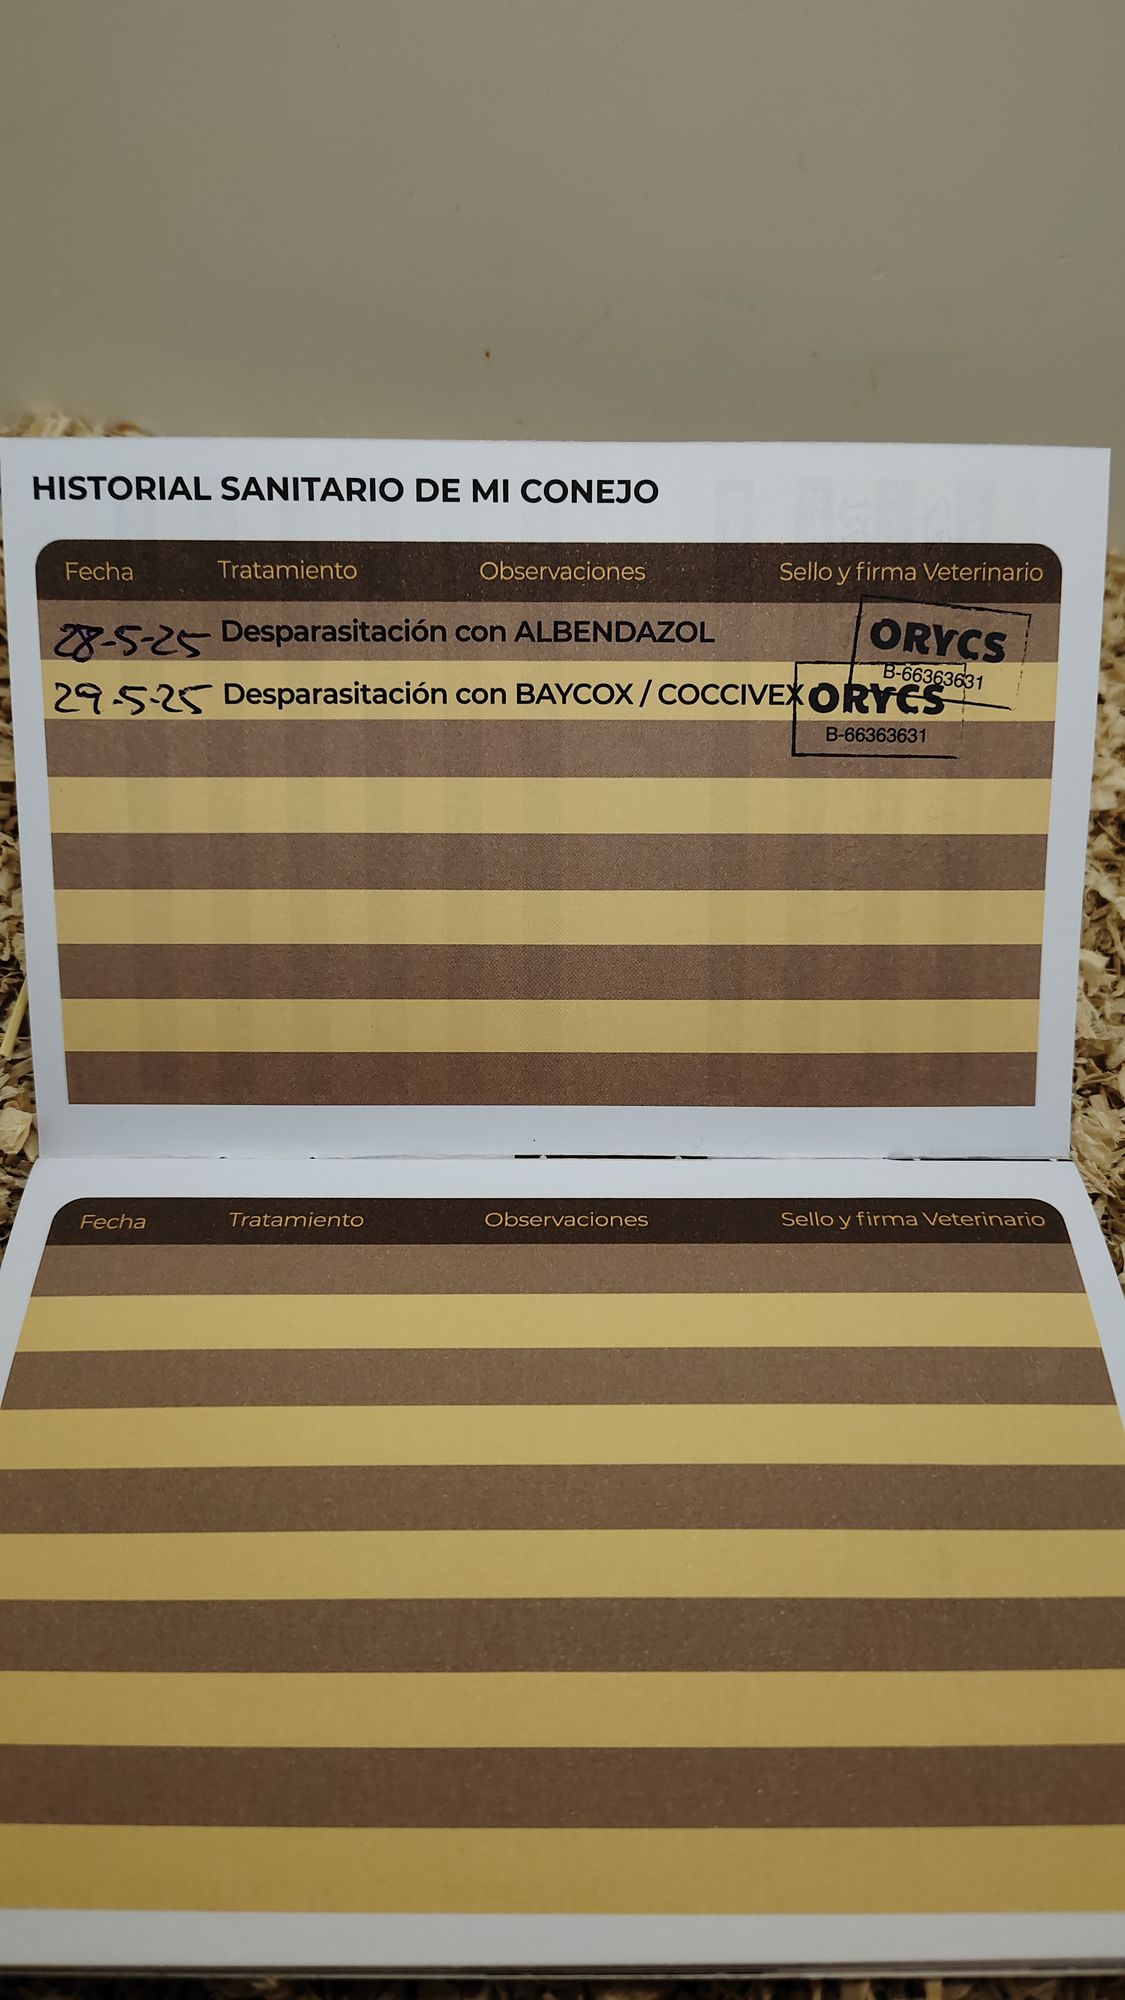 HISTORIAL SANITARIO DE MI CONEJO
Fecha Tratamiento Observaciones Sello y firma Veterinario
28-5-25 Desparasitación con ALBENDAZOL ORYCS
B-66363631
29-5-25 Desparasitación con BAYCOX / COCCIVEX ORYCS
B-66363631
Fecha Tratamiento Observaciones Sello y firma Veterinario